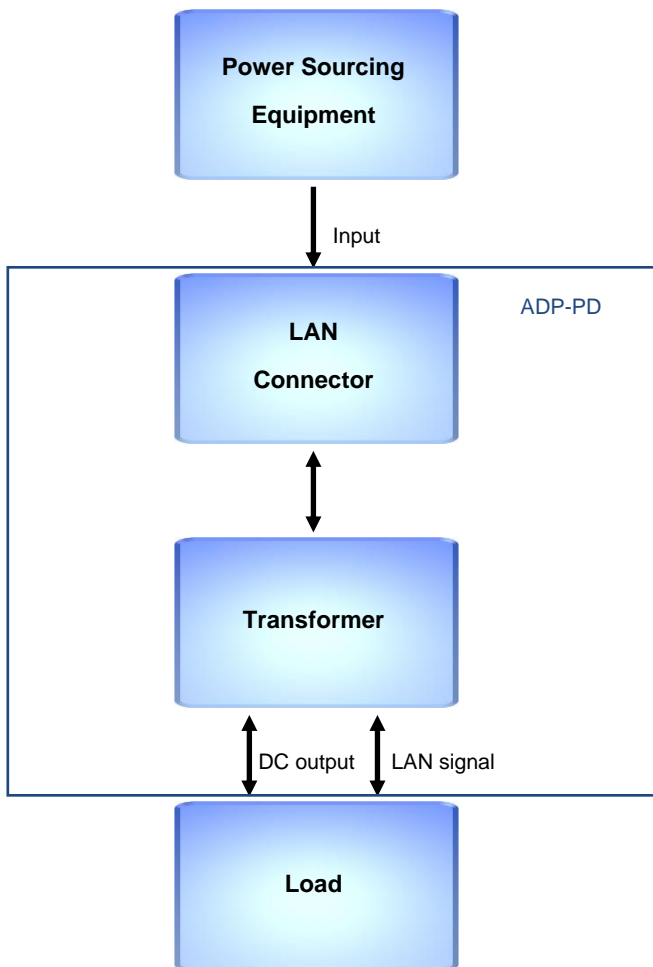 Power Sourcing
Equipment
Input
ADP-PD
LAN
Connector
Transformer
DC output
LAN signal
Load